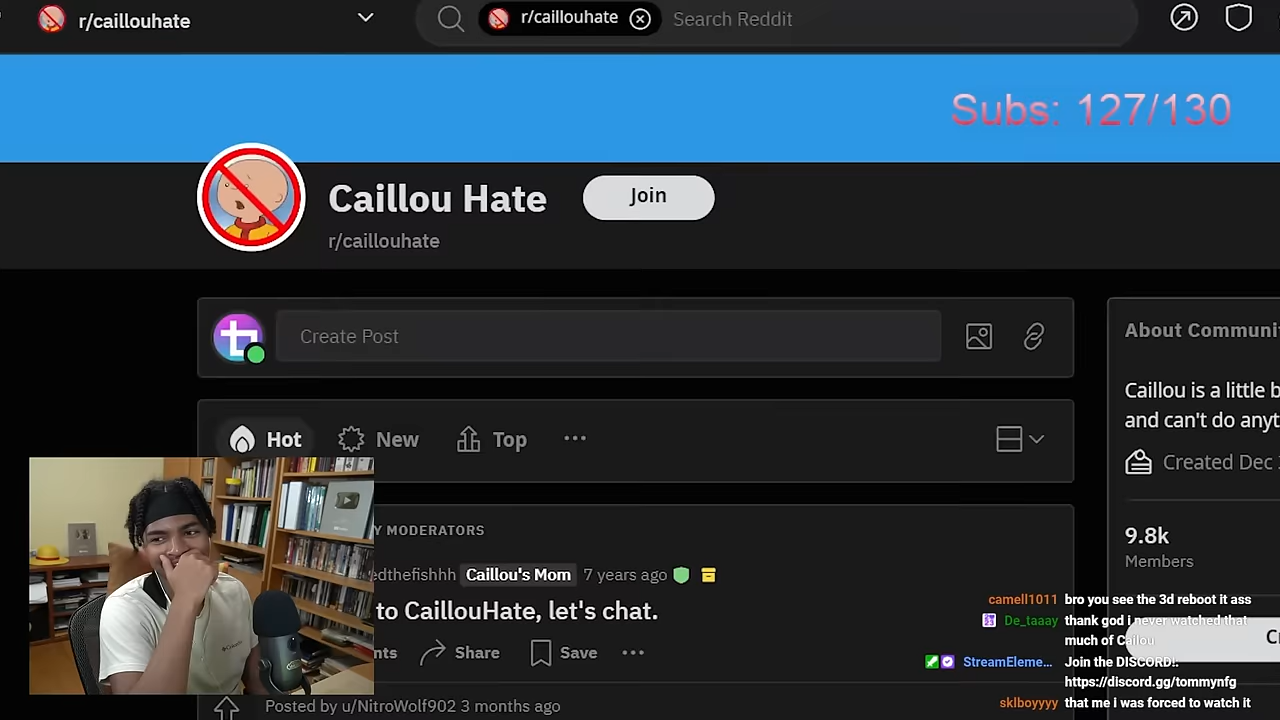 r/caillouhate
r/caillouhate
Search Reddit
Subs: 127/130
Caillou Hate
Join
r/caillouhate
Create Post
About
Caillou is a little
and can't do
Hot
New
Top
Created Dec
MODERATORS
9.8k
Members
Caillou's Mom 7 years ago
to CaillouHate, let's chat.
Share
Save
Posted by u/NitroWolf902 3 months ago
camell1011 bro you see the 3d reboot it ass
De_taaay thank god i never watched that
much of Cailou
StreamEleme... Join the DISCORD!:
https://discord.gg/tommynfg
sklboyyyy that me I was forced to watch it